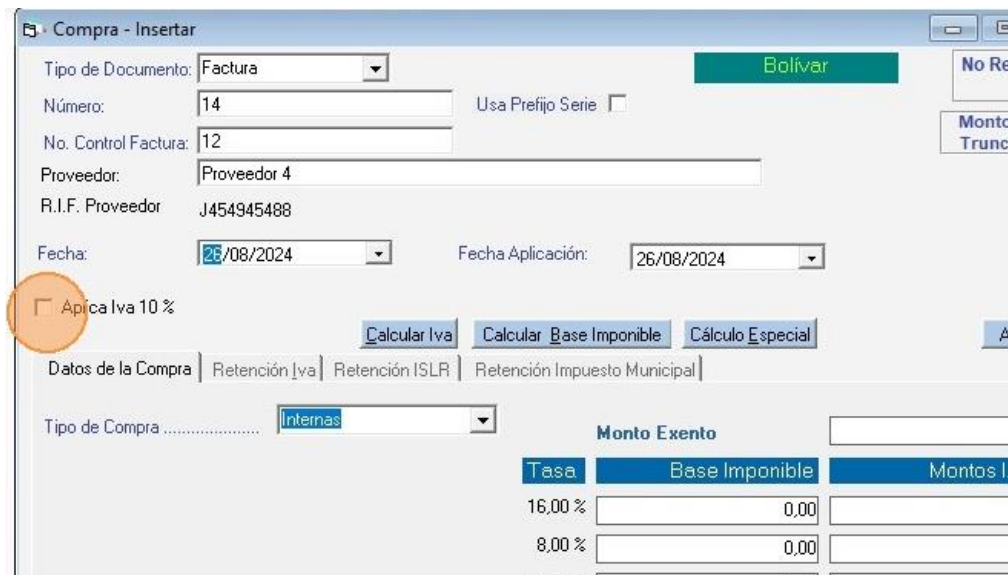 Compra - Insertar
Tipo de Documento: Factura
Bolívar
No Re
Número: 14
Usa Prefijo Serie
Monto
Trunc
No. Control Factura: 12
Proveedor: Proveedor 4
R.I.F. Proveedor J454945488
Fecha: 26/08/2024
Fecha Aplicación: 26/08/2024
Aplica Iva 10 %
Calcular Iva Calcular Base Imponible Cálculo Especial A
Datos de la Compra Retención Iva Retención ISLR Retención Impuesto Municipal
Tipo de Compra ..................... Internas
Monto Exento
Tasa Base Imponible Montos I
16,00 % 0,00
8,00 % 0,00